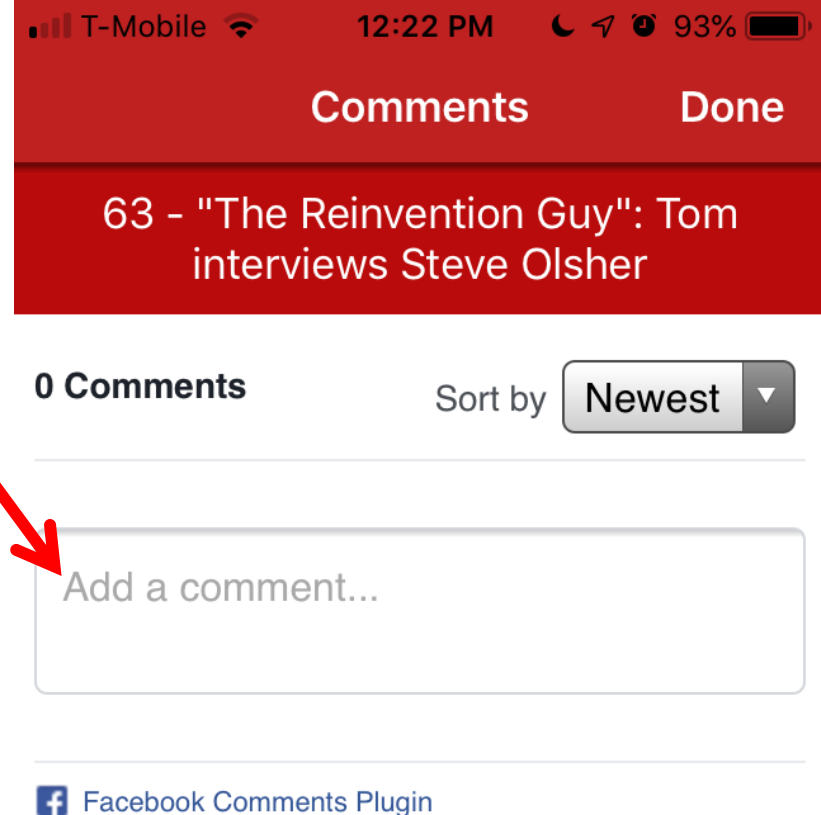 T-Mobile 12:22 PM 93%
Comments Done
63 - "The Reinvention Guy": Tom
interviews Steve Olsher
0 Comments Sort by Newest
Add a comment...
Facebook Comments Plugin